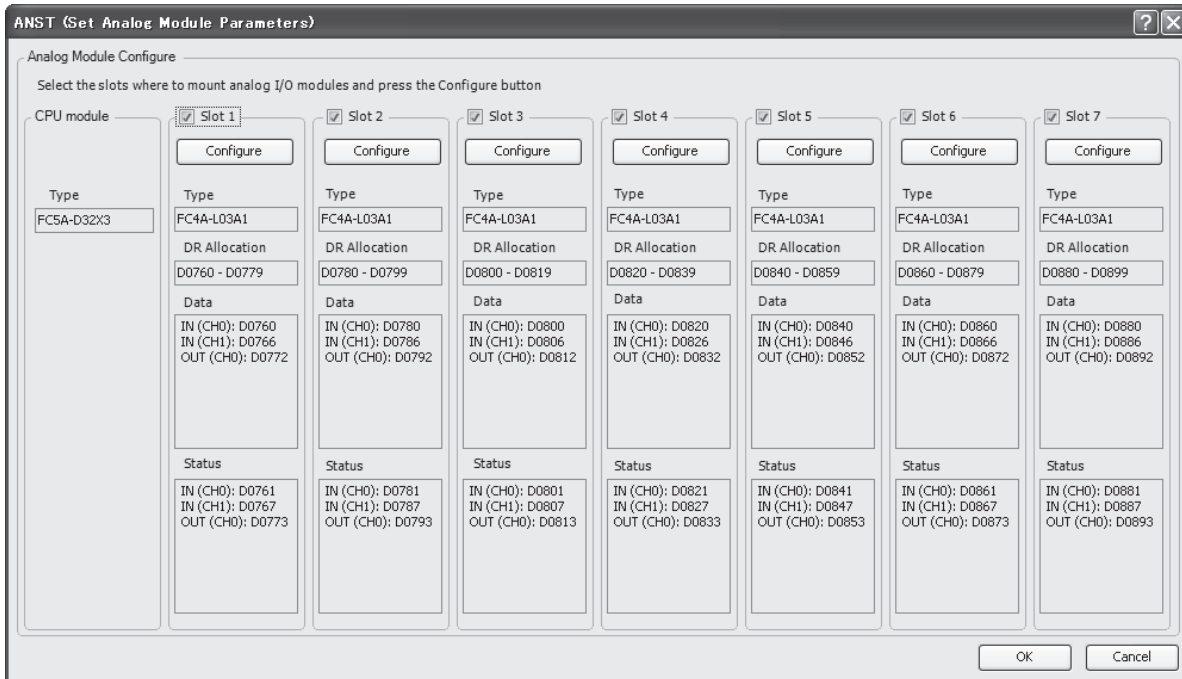 ANST (Set Analog Module Parameters)
Analog Module Configure
Select the slots where to mount analog I/O modules and press the Configure button
CPU module
Type
FC5A-D32X3
Slot 1
Configure
Type
FC4A-L03A1
DR Allocation
D0760 - D0779
Data
IN (CH0): D0760
IN (CH1): D0766
OUT (CH0): D0772
Status
IN (CH0): D0761
IN (CH1): D0767
OUT (CH0): D0773
Slot 2
Configure
Type
FC4A-L03A1
DR Allocation
D0780 - D0799
Data
IN (CH0): D0780
IN (CH1): D0786
OUT (CH0): D0792
Status
IN (CH0): D0781
IN (CH1): D0787
OUT (CH0): D0793
Slot 3
Configure
Type
FC4A-L03A1
DR Allocation
D0800 - D0819
Data
IN (CH0): D0800
IN (CH1): D0806
OUT (CH0): D0812
Status
IN (CH0): D0801
IN (CH1): D0807
OUT (CH0): D0813
Slot 4
Configure
Type
FC4A-L03A1
DR Allocation
D0820 - D0839
Data
IN (CH0): D0820
IN (CH1): D0826
OUT (CH0): D0832
Status
IN (CH0): D0821
IN (CH1): D0827
OUT (CH0): D0833
Slot 5
Configure
Type
FC4A-L03A1
DR Allocation
D0840 - D0859
Data
IN (CH0): D0840
IN (CH1): D0846
OUT (CH0): D0852
Status
IN (CH0): D0841
IN (CH1): D0847
OUT (CH0): D0853
Slot 6
Configure
Type
FC4A-L03A1
DR Allocation
D0860 - D0879
Data
IN (CH0): D0860
IN (CH1): D0866
OUT (CH0): D0872
Status
IN (CH0): D0861
IN (CH1): D0867
OUT (CH0): D0873
Slot 7
Configure
Type
FC4A-L03A1
DR Allocation
D0880 - D0899
Data
IN (CH0): D0880
IN (CH1): D0886
OUT (CH0): D0892
Status
IN (CH0): D0881
IN (CH1): D0887
OUT (CH0): D0893
OK
Cancel